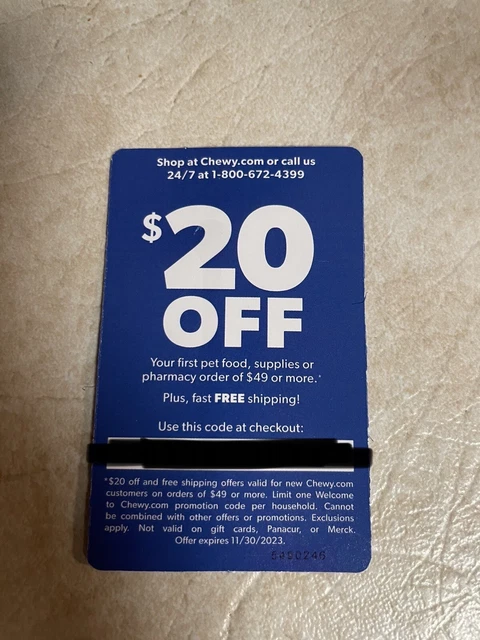 Shop at Chewy.com or call us
24/7 at 1-800-672-4399
$20
OFF
Your first pet food, supplies or
pharmacy order of $49 or more.*
Plus, fast FREE shipping!
Use this code at checkout:
*$20 off and free shipping offers valid for new Chewy.com
customers on orders of $49 or more. Limit one Welcome
to Chewy.com promotion code per household. Cannot
be combined with other offers or promotions. Exclusions
apply. Not valid on gift cards, Panacur, or Merck.
Offer expires 11/30/2023.